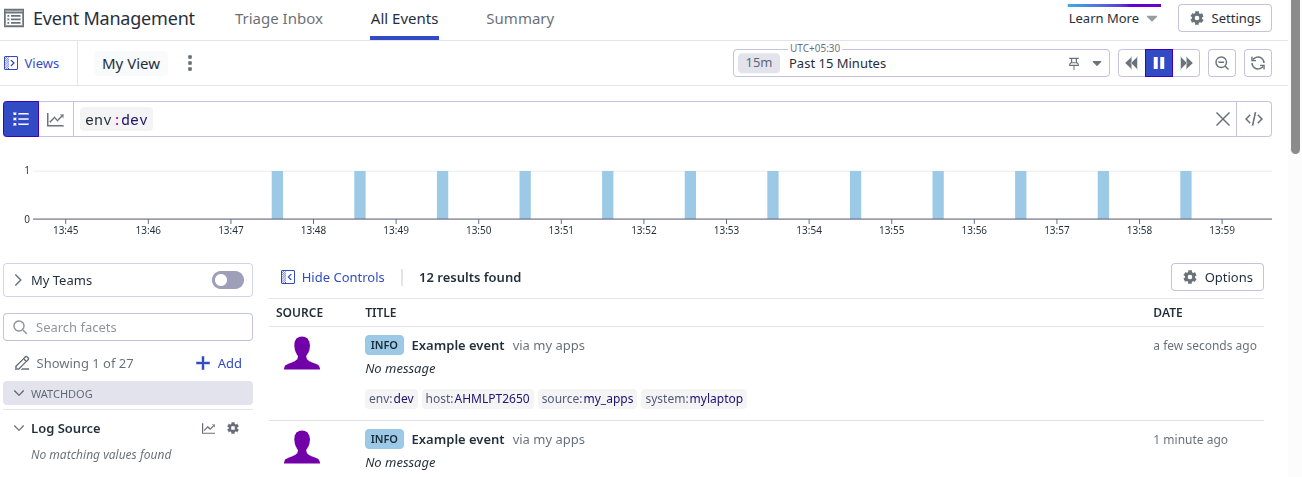 Event Management Triage Inbox All Events Summary Learn More Settings
Views My View 15m UTC+05:30 Past 15 Minutes
env:dev
1
0
13:45 13:46 13:47 13:48 13:49 13:50 13:51 13:52 13:53 13:54 13:55 13:56 13:57 13:58 13:59
My Teams
Search facets
Showing 1 of 27 Add
WATCHDOG
Log Source
No matching values found
Hide Controls 12 results found Options
SOURCE TITLE DATE
INFO Example event via my apps a few seconds ago
No message
env:dev host:AHMLPT2650 source:my_apps system:mylaptop
INFO Example event via my apps 1 minute ago
No message